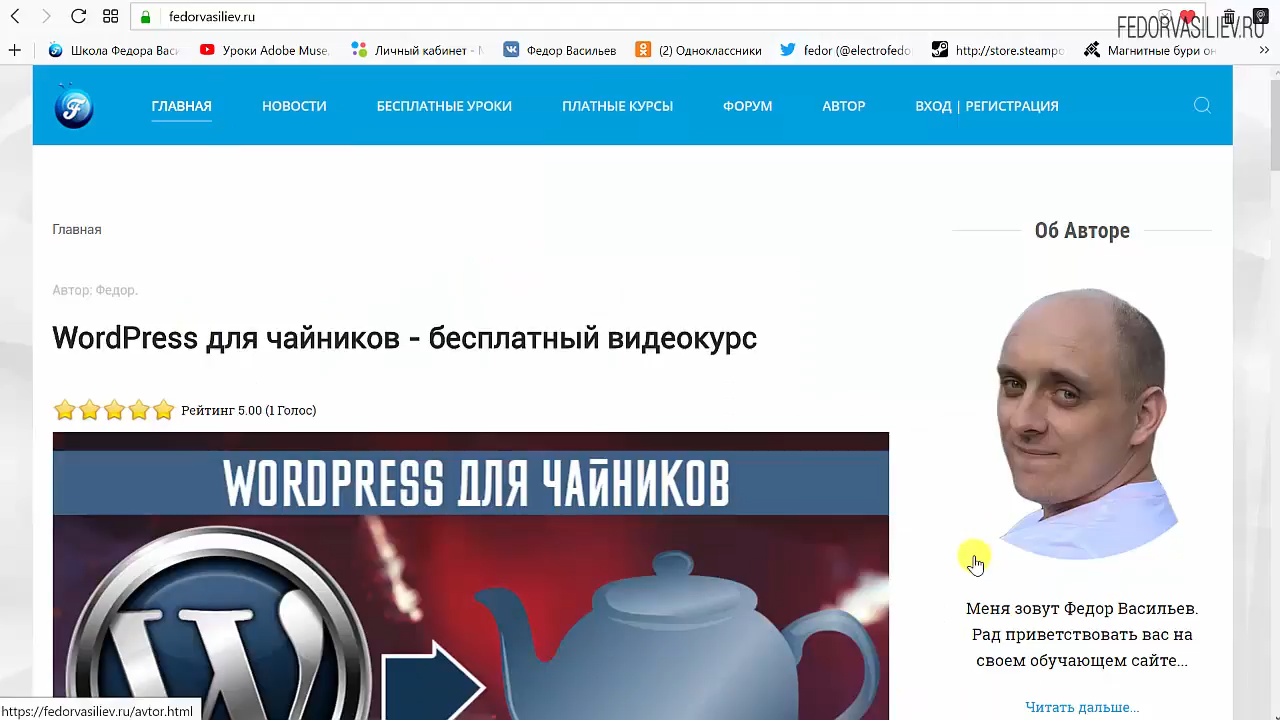 fedorvasiliev.ru
FEDORVASILIEV.RU
Школа Федора Васи
Уроки Adobe Muse,
Личный кабинет -
Федор Васильев
(2) Одноклассники
fedor (@electrofedo
http://store.steampo
Магнитные бури он
ГЛАВНАЯ
НОВОСТИ
БЕСПЛАТНЫЕ УРОКИ
ПЛАТНЫЕ КУРСЫ
ФОРУМ
АВТОР
ВХОД | РЕГИСТРАЦИЯ
Главная
Автор: Федор.
WordPress для чайников - бесплатный видеокурс
Рейтинг 5.00 (1 Голос)
WORDPRESS ДЛЯ ЧАЙНИКОВ
W
Об Авторе
Меня зовут Федор Васильев.
Рад приветствовать вас на
своем обучающем сайте...
Читать дальше...
https://fedorvasiliev.ru/avtor.html